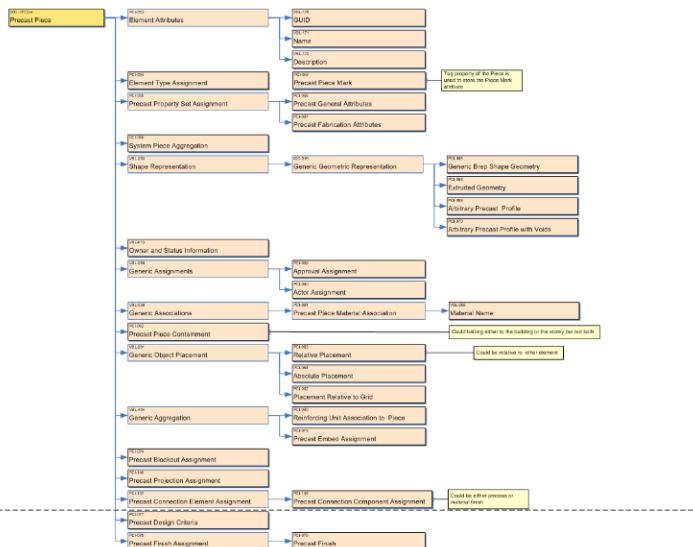 Precast Piece
Element Attributes
GUID
Name
Description
Element Type Assignment
Precast Piece Mark
Tag property of the Piece is
used to store the Piece Mark
attribute
Precast Property Set Assignment
Precast General Attributes
Precast Fabrication Attributes
System Piece Aggregation
Shape Representation
Generic Geometric Representation
Generic Brep Shape Geometry
Extruded Geometry
Arbitrary Precast Profile
Arbitrary Precast Profile with Voids
Owner and Status Information
Generic Assignments
Approval Assignment
Actor Assignment
Generic Associations
Precast Piece Material Association
Material Name
Precast Piece Containment
Could belong either to the building or the storey but not both
Generic Object Placement
Relative Placement
Could be relative to other element
Absolute Placement
Placement Relative to Grid
Generic Aggregation
Reinforcing Unit Association to Piece
Precast Embed Assignment
Precast Blockout Assignment
Precast Projection Assignment
Precast Connection Element Assignment
Precast Connection Component Assignment
Could be either process or
material finish
Precast Design Criteria
Precast Finish Assignment
Precast Finish